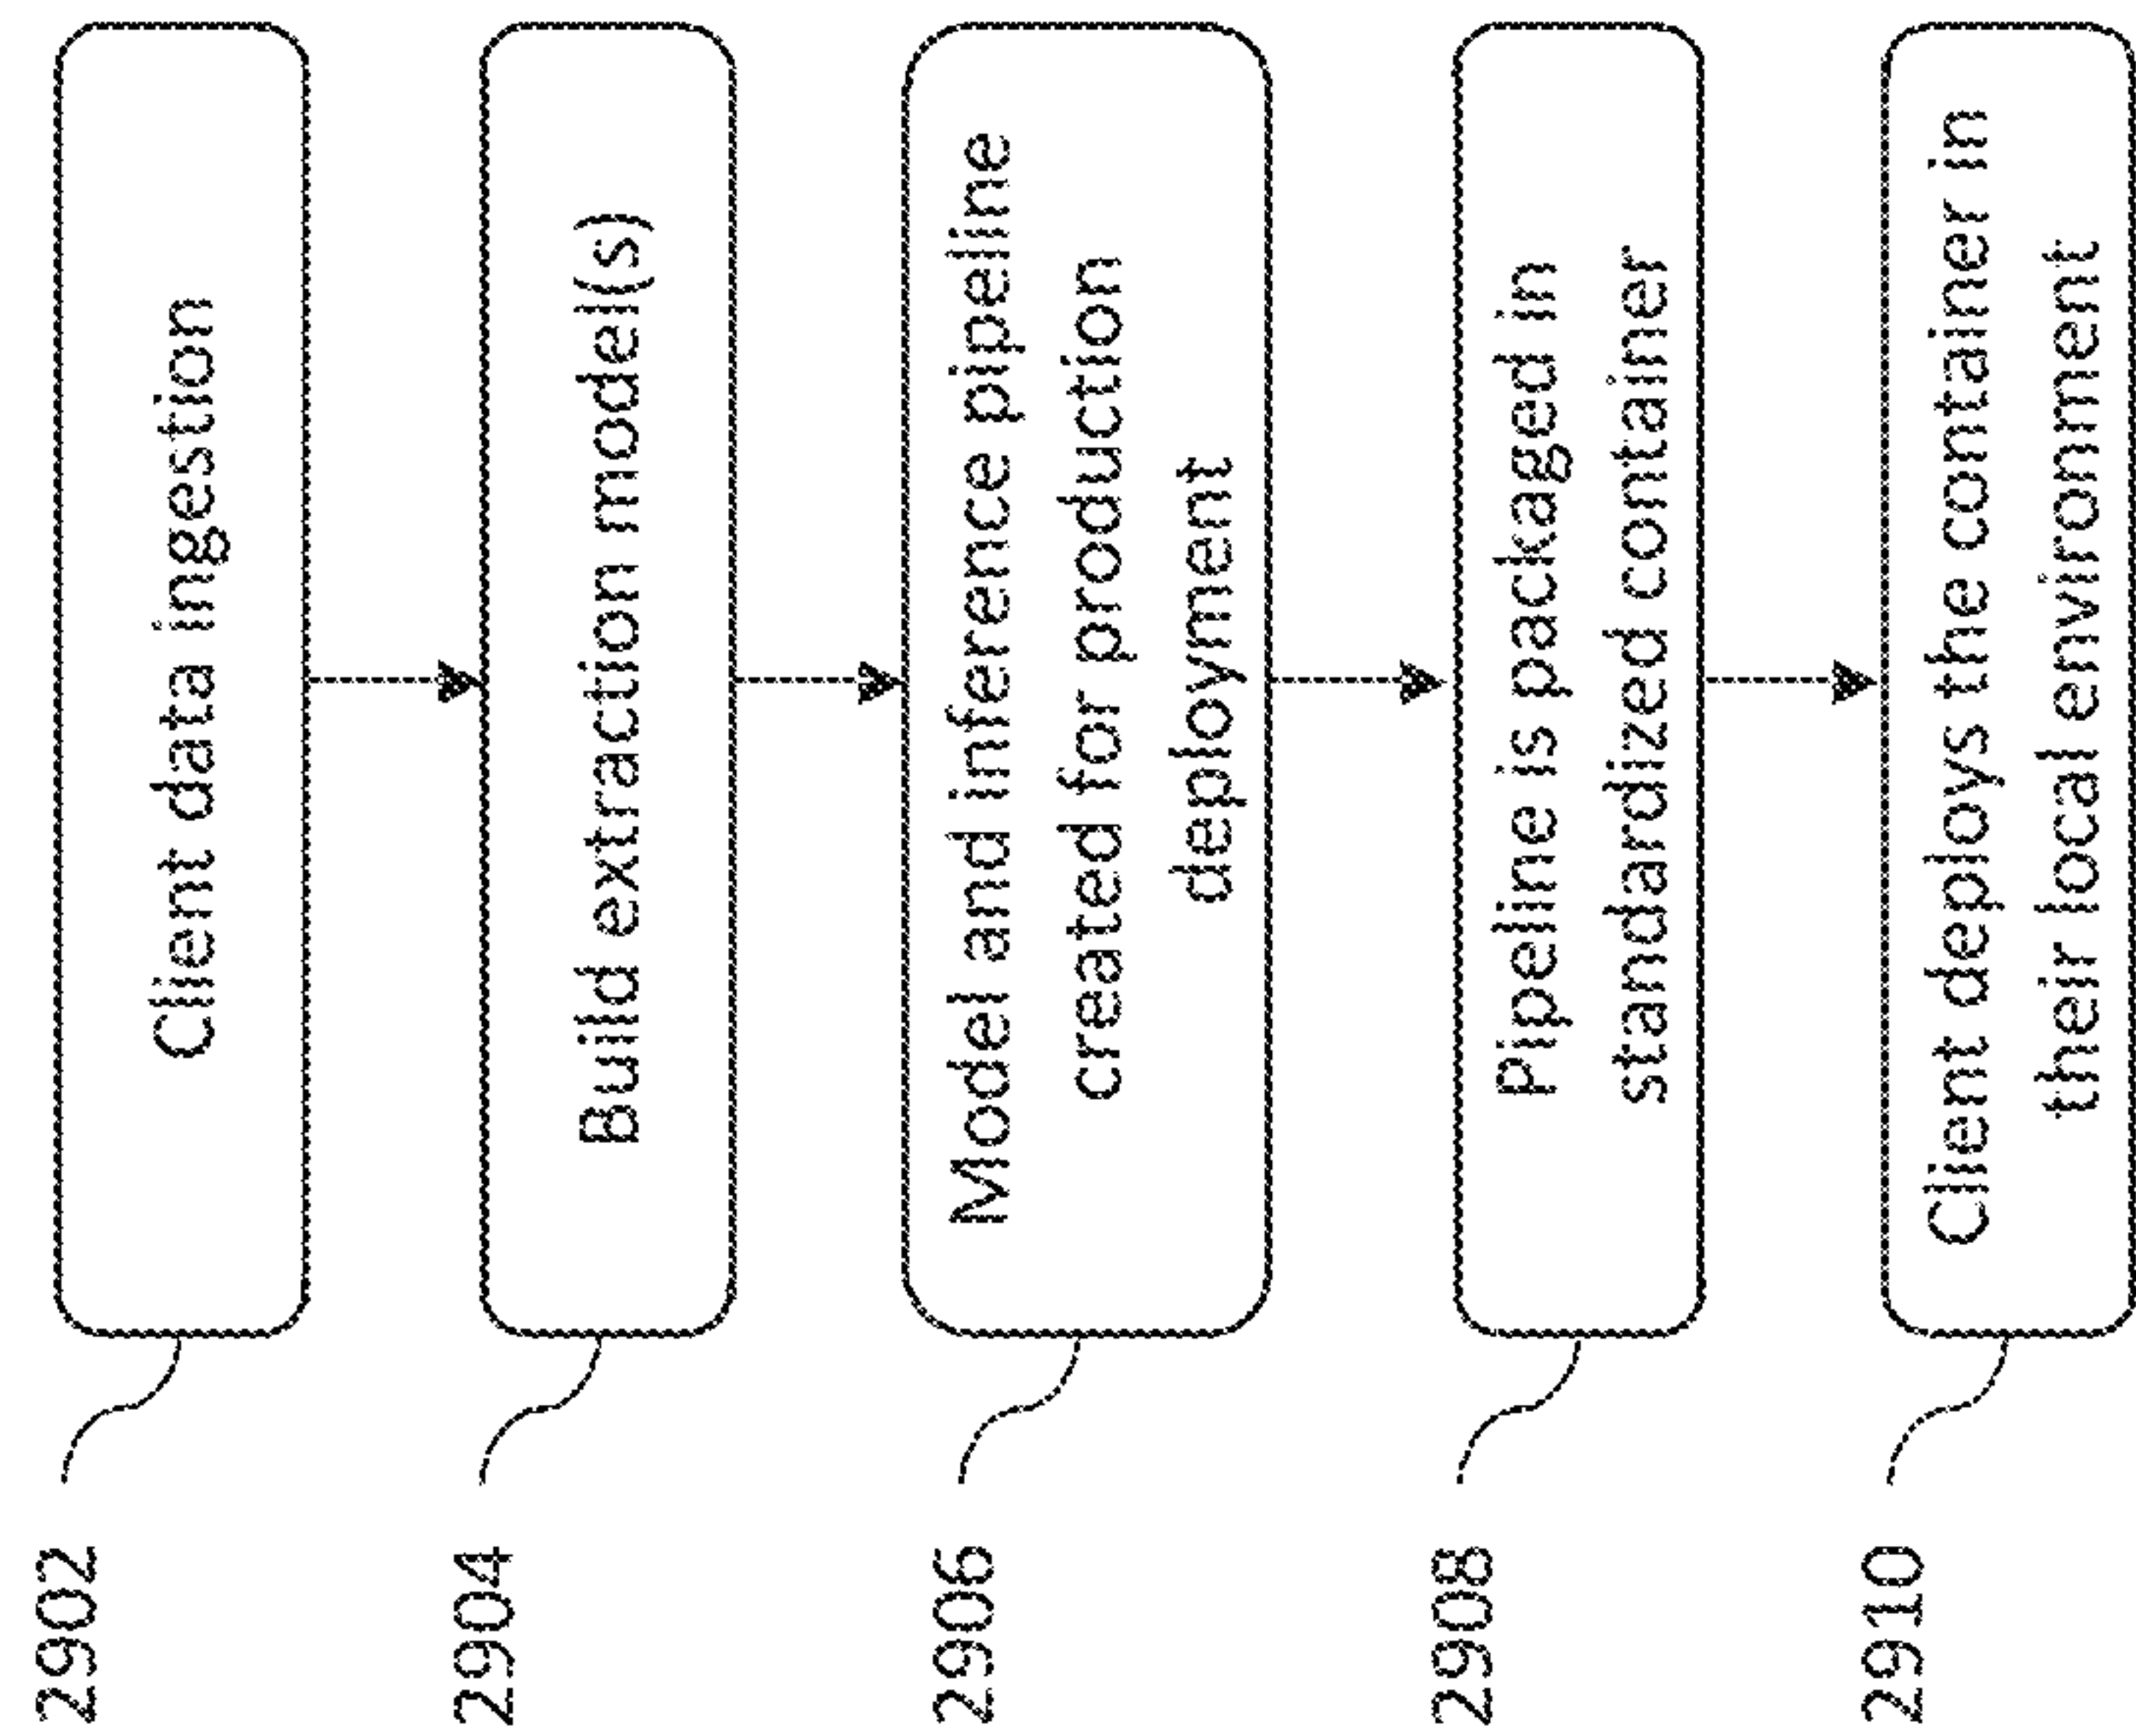 2902
Client data ingestion
2904
Build extraction model(s)
2906
Model and inference pipeline
created for production
deployment
2908
Pipeline is packaged in
standardized container
2910
Client deploys the container in
their local environment